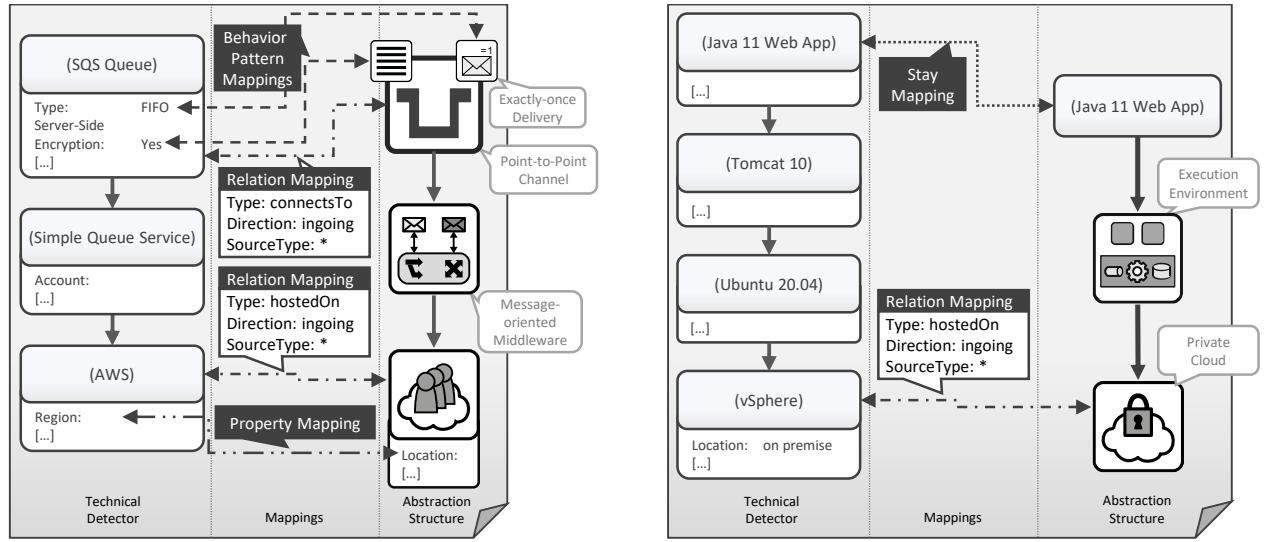 (SQS Queue)
Type: FIFO
Server-Side
Encryption: Yes
[...]
(Simple Queue Service)
Account:
[...]
(AWS)
Region:
[...]
Technical
Detector
Behavior
Pattern
Mappings
Relation Mapping
Type: connectsTo
Direction: ingoing
SourceType: *
Relation Mapping
Type: hostedOn
Direction: ingoing
SourceType: *
Property Mapping
Mappings
=1
Exactly-once
Delivery
Point-to-Point
Channel
Message-
oriented
Middleware
Location:
[...]
Abstraction
Structure
(Java 11 Web App)
[...]
(Tomcat 10)
[...]
(Ubuntu 20.04)
[...]
(vSphere)
Location: on premise
[...]
Technical
Detector
Stay
Mapping
Relation Mapping
Type: hostedOn
Direction: ingoing
SourceType: *
Mappings
(Java 11 Web App)
Execution
Environment
Private
Cloud
Abstraction
Structure